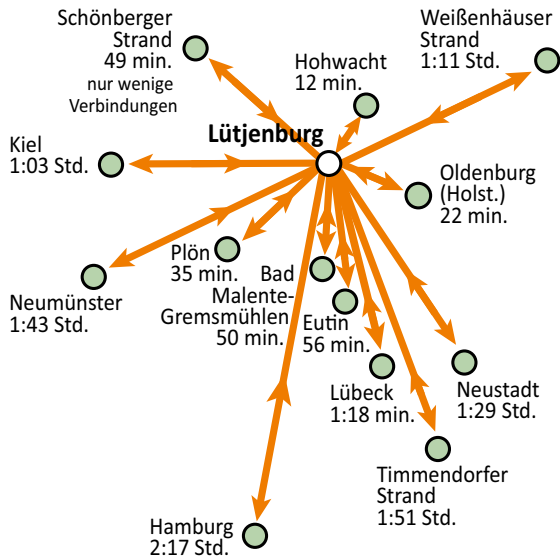 Schönberger
Strand
49 min.
nur wenige
Verbindungen
Hohwacht
12 min.
Weißenhäuser
Strand
1:11 Std.
Lütjenburg
Kiel
1:03 Std.
Oldenburg
(Holst.)
22 min.
Plön
35 min.
Neumünster
1:43 Std.
Bad
Malente-
Gremsmühlen
50 min.
Eutin
56 min.
Lübeck
1:18 min.
Neustadt
1:29 Std.
Timmendorfer
Strand
1:51 Std.
Hamburg
2:17 Std.